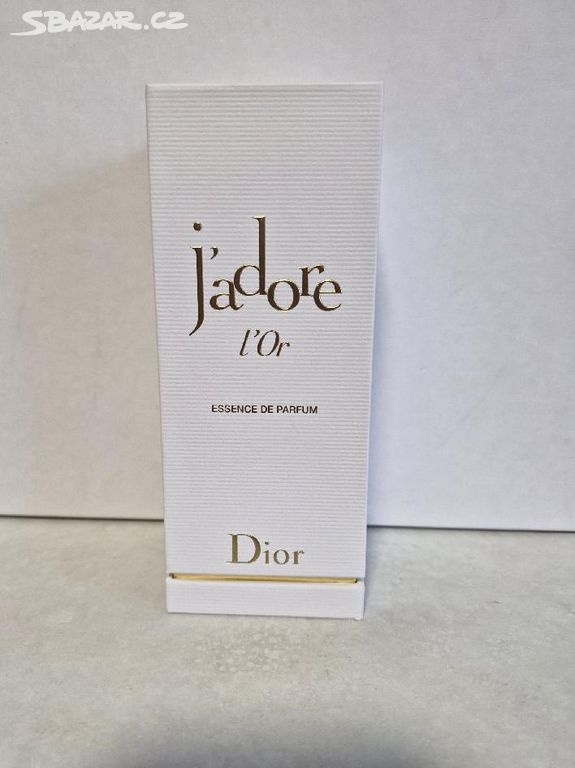 SBAZAR.CZ
j'adore
l'Or
ESSENCE DE PARFUM
Dior